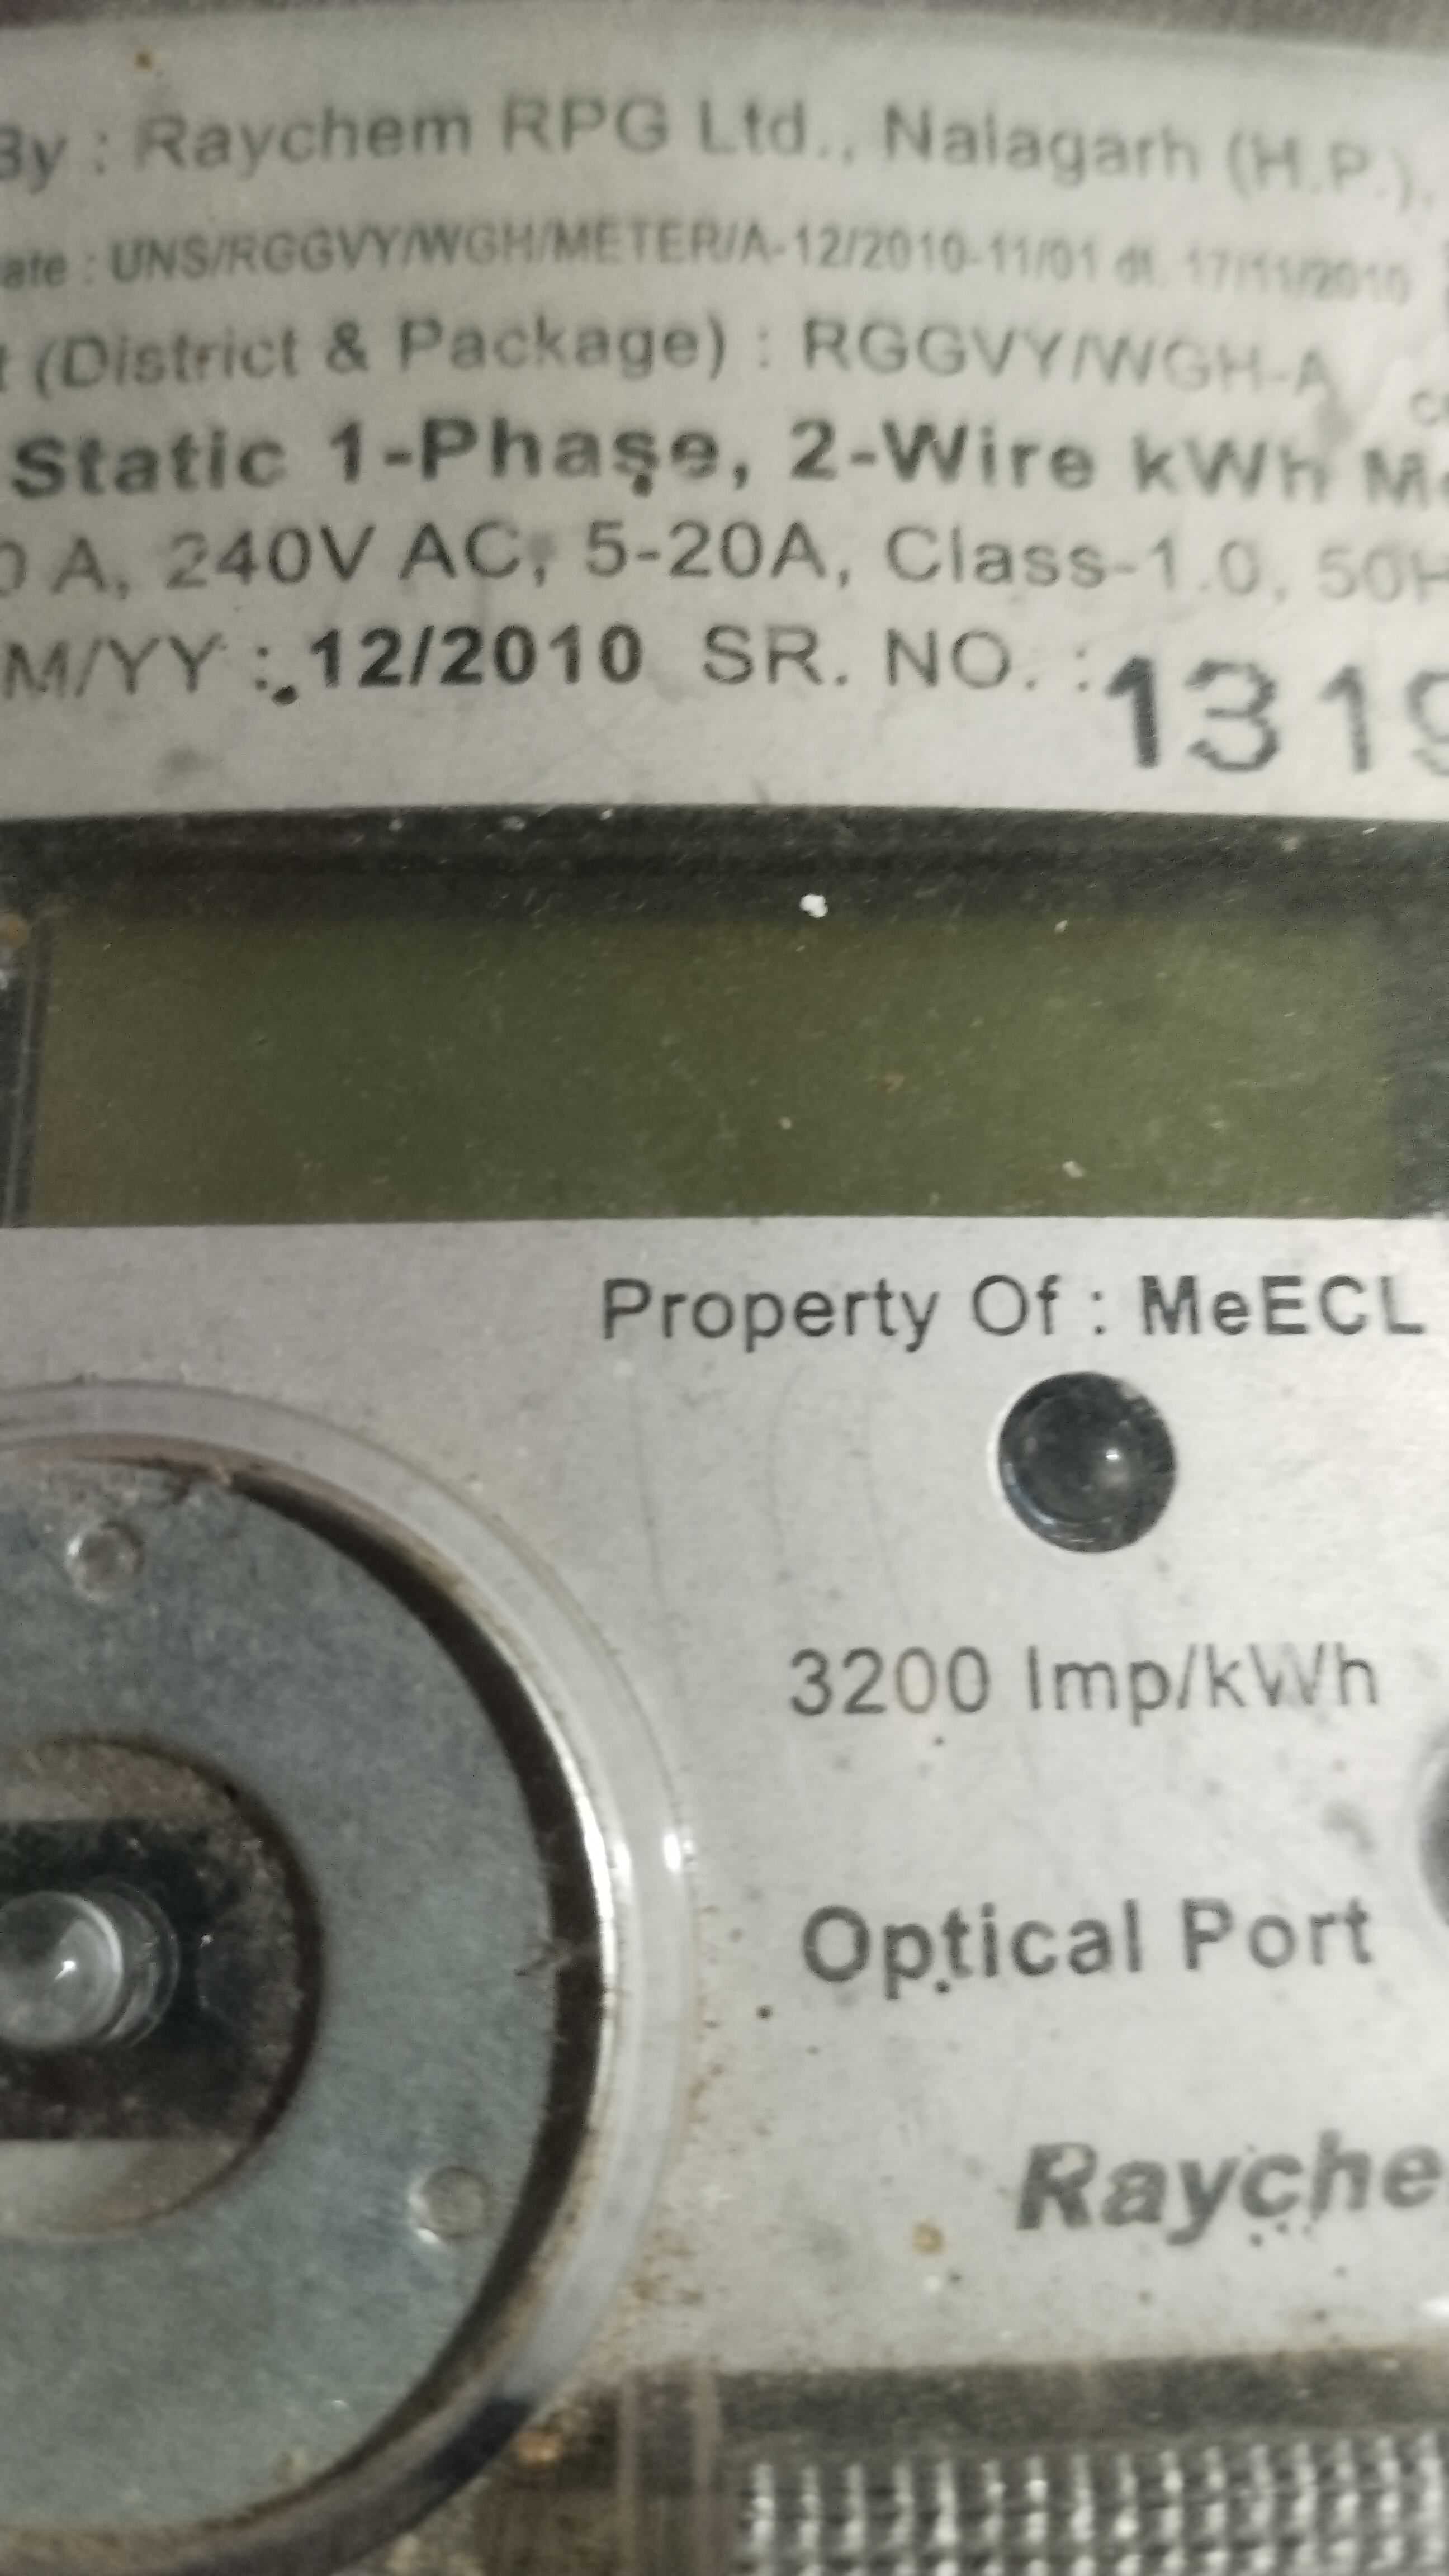 By : Raychem RPG Ltd., Nalagarh (H.P.),
ate : UNS/RGGVY/WGH/METER/A-12/2010-11/01 dt. 17/11/2010
(District & Package) : RGGVY/WGH-A
Static 1-Phase, 2-Wire kWh
A, 240V AC, 5-20A, Class-1.0, 50H
M/YY : 12/2010 SR. NO. : 1319
Property Of : MeECL
3200 Imp/kWh
Optical Port
Rayche